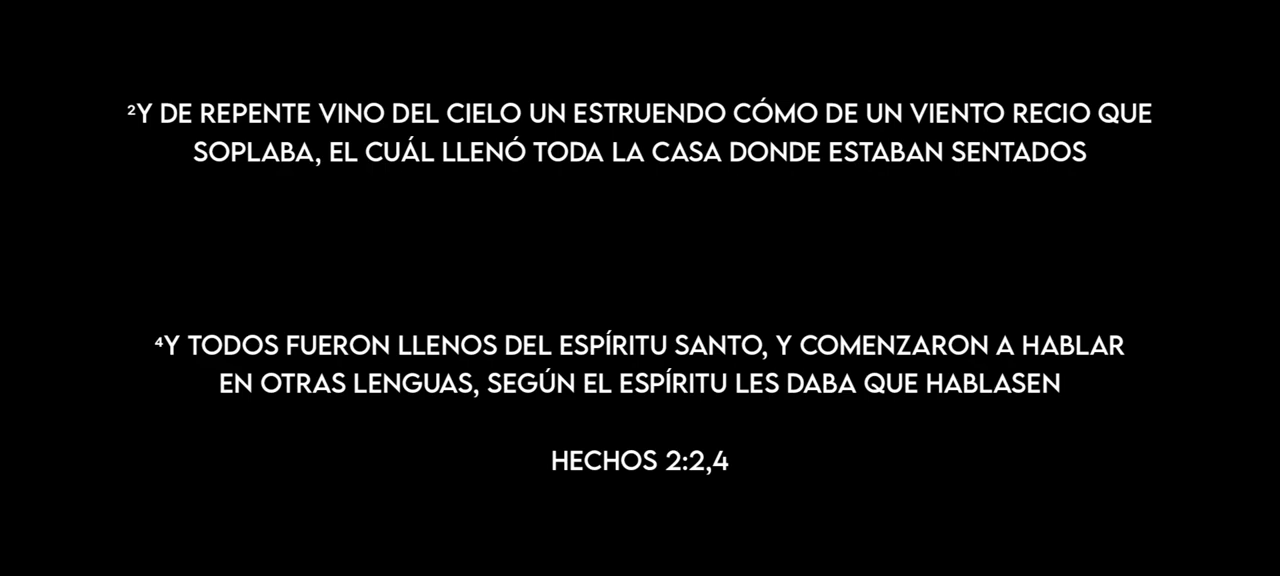 ²Y DE REPENTE VINO DEL CIELO UN ESTRUENDO CÓMO DE UN VIENTO RECIO QUE
SOPLABA, EL CUÁL LLENÓ TODA LA CASA DONDE ESTABAN SENTADOS
⁴Y TODOS FUERON LLENOS DEL ESPÍRITU SANTO, Y COMENZARON A HABLAR
EN OTRAS LENGUAS, SEGÚN EL ESPÍRITU LES DABA QUE HABLASEN
HECHOS 2:2,4